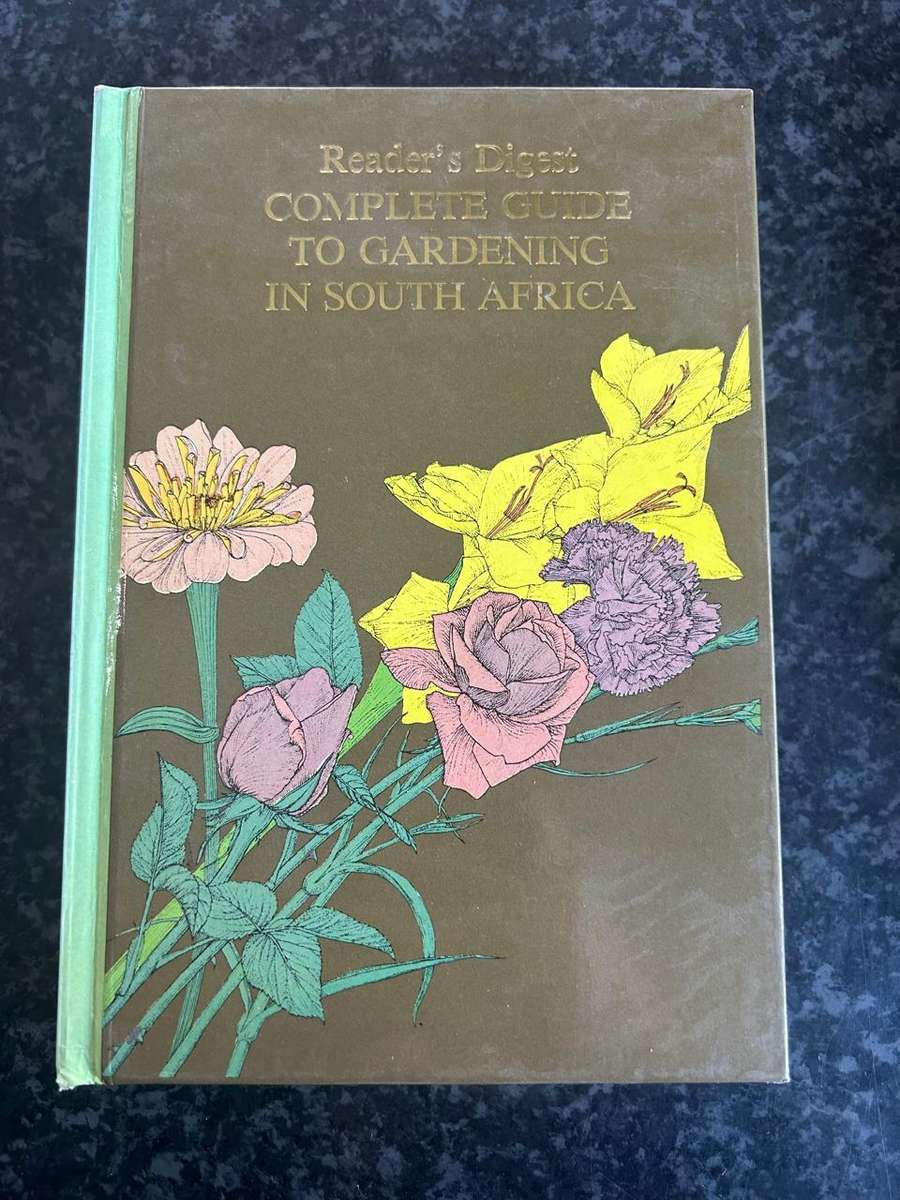 Reader's Digest
COMPLETE GUIDE
TO GARDENING
IN SOUTH AFRICA